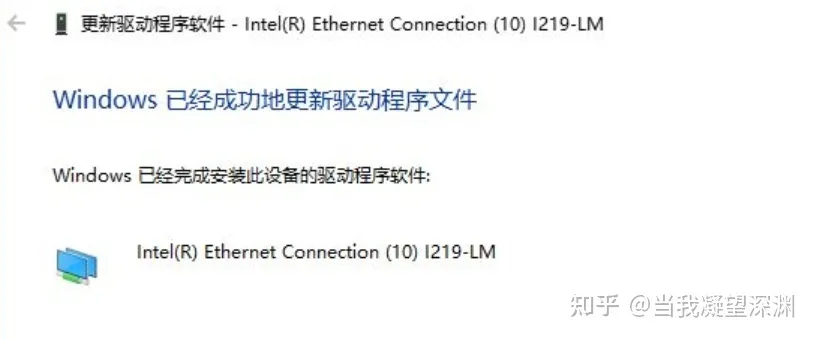 更新驱动程序软件 - Intel(R) Ethernet Connection (10) I219-LM
Windows 已经成功地更新驱动程序文件
Windows 已经完成安装此设备的驱动程序软件:
Intel(R) Ethernet Connection (10) I219-LM
知乎 @当我凝望深渊